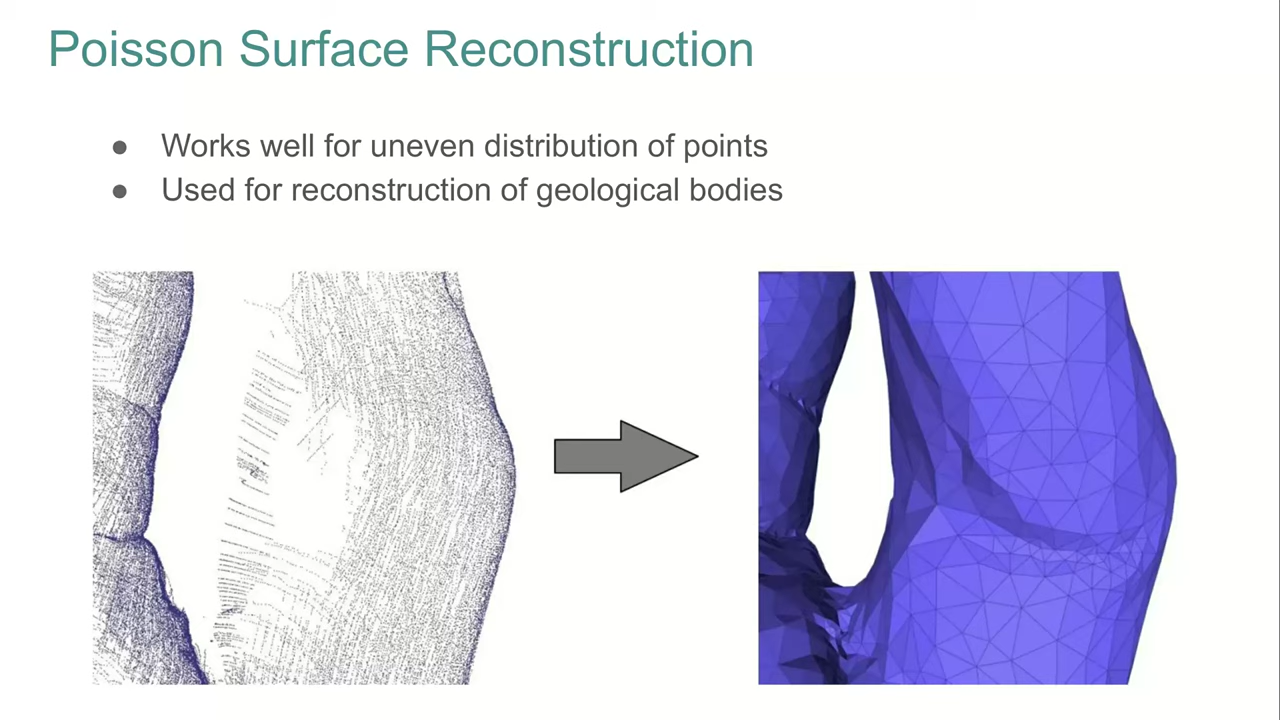 Poisson Surface Reconstruction
● Works well for uneven distribution of points
● Used for reconstruction of geological bodies